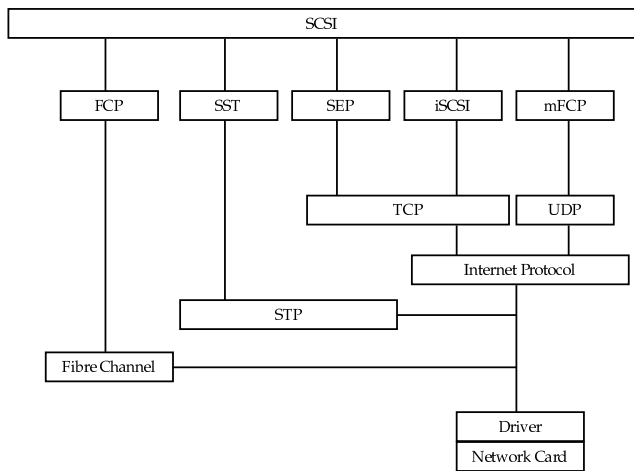 SCSI
FCP
SST
SEP
iSCSI
mFCP
TCP
UDP
Internet Protocol
STP
Fibre Channel
Driver
Network Card